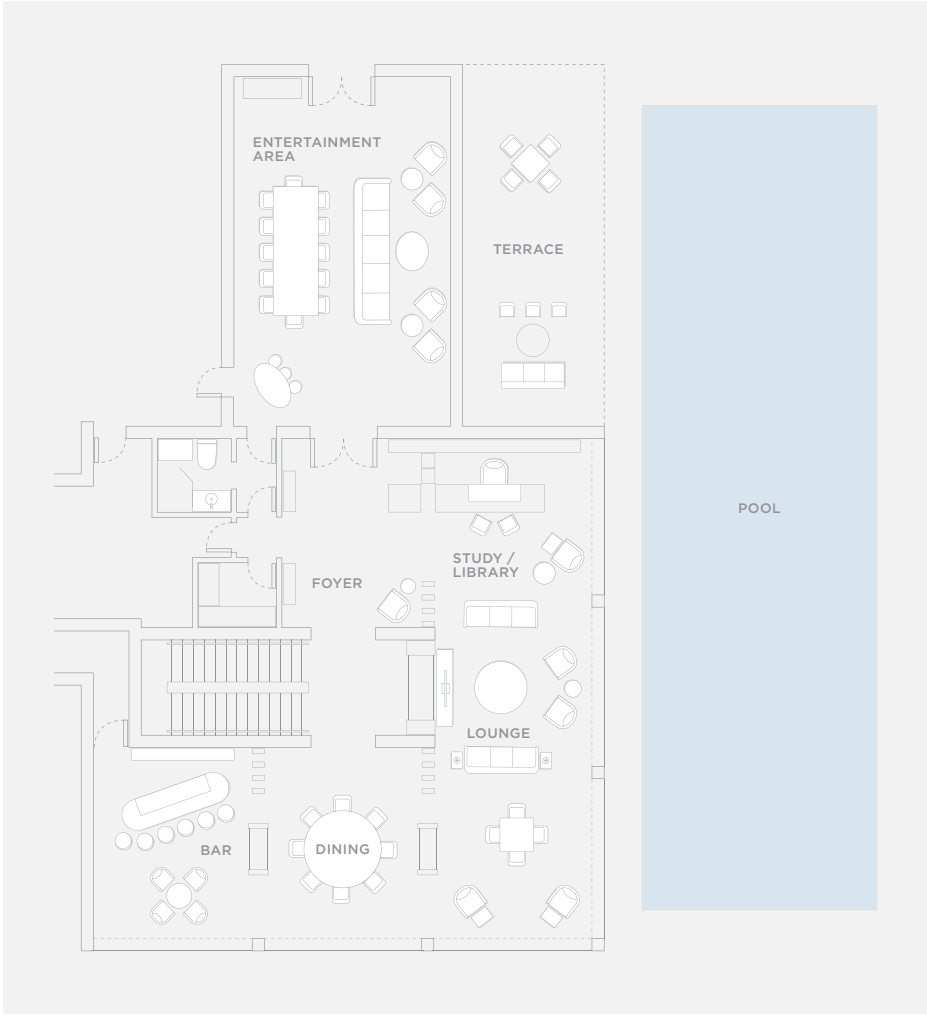 ENTERTAINMENT
AREA
TERRACE
POOL
STUDY /
LIBRARY
FOYER
LOUNGE
BAR
DINING